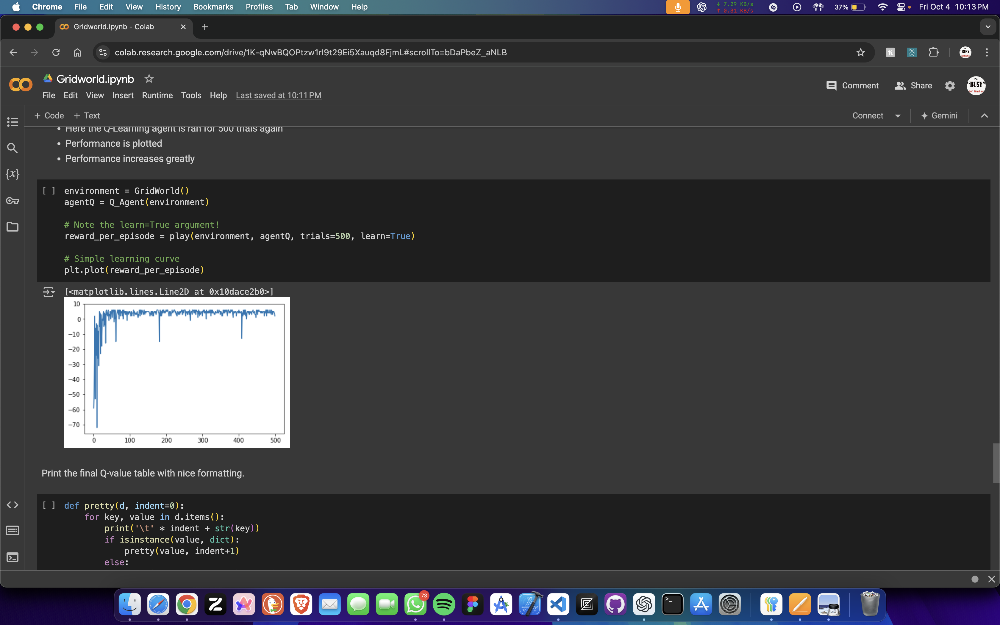 Chrome File Edit View History Bookmarks Profiles Tab Window Help
↓ 7.29 KB/s
↑ 0.31 KB/s
37% Fri Oct 4 10:13 PM
Gridworld.ipynb - Colab
colab.research.google.com/drive/1K-qNwBQOPtzw1rI9t29Ei5Xauqd8FjmL#scrollTo=bDaPbeZ_aNLB
Gridworld.ipynb
Comment Share
I'm "BUSY" don't disturb me
File Edit View Insert Runtime Tools Help Last saved at 10:11 PM
+ Code + Text
Connect Gemini
• Here the Q-Learning agent is ran for 500 trials again
• Performance is plotted
• Performance increases greatly
[ ] environment = GridWorld()
agentQ = Q_Agent(environment)
# Note the learn=True argument!
reward_per_episode = play(environment, agentQ, trials=500, learn=True)
# Simple learning curve
plt.plot(reward_per_episode)
[<matplotlib.lines.Line2D at 0x10dace2b0>]
10
0
−10
−20
−30
−40
−50
−60
−70
0 100 200 300 400 500
Print the final Q-value table with nice formatting.
[ ] def pretty(d, indent=0):
for key, value in d.items():
print('\t' * indent + str(key))
if isinstance(value, dict):
pretty(value, indent+1)
else:
73